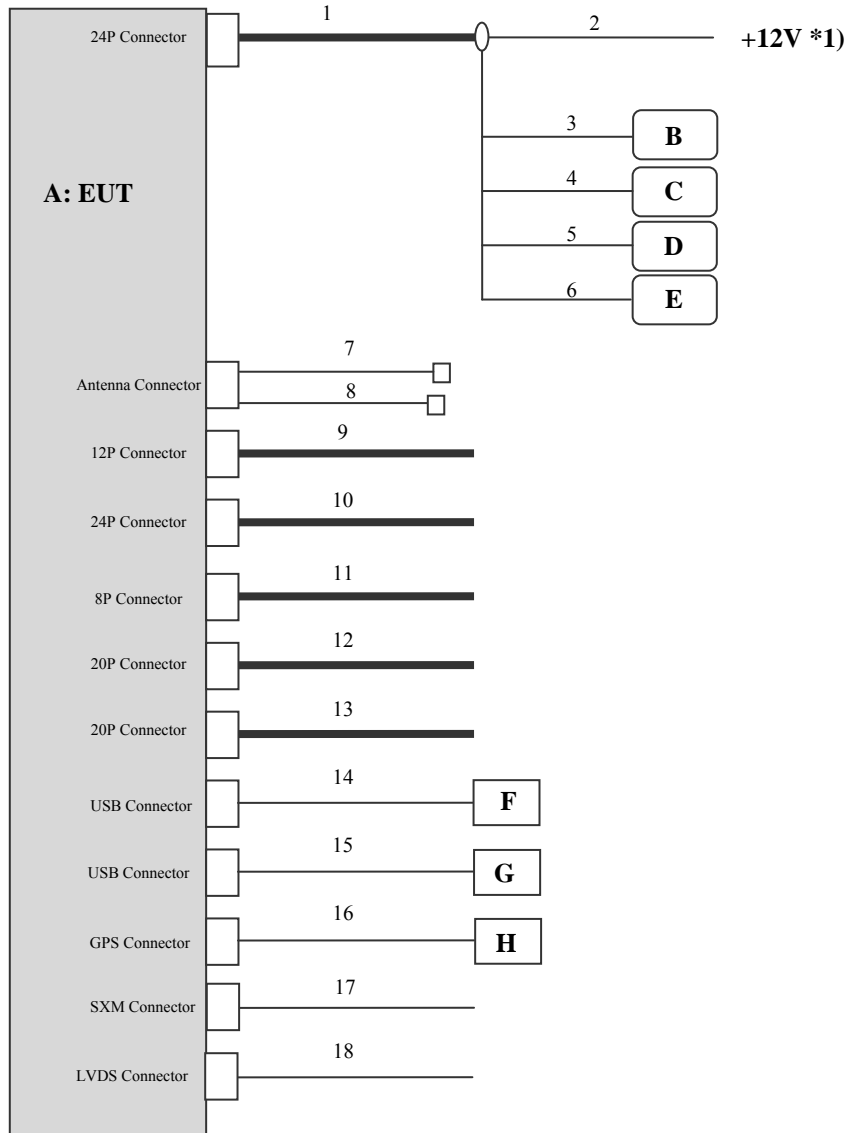 1
24P Connector
2
+12V *1)
3
B
A: EUT
4
C
5
D
6
E
7
Antenna Connector
8
9
12P Connector
10
24P Connector
11
8P Connector
12
20P Connector
13
20P Connector
14
USB Connector
F
15
USB Connector
G
16
GPS Connector
H
17
SXM Connector
18
LVDS Connector